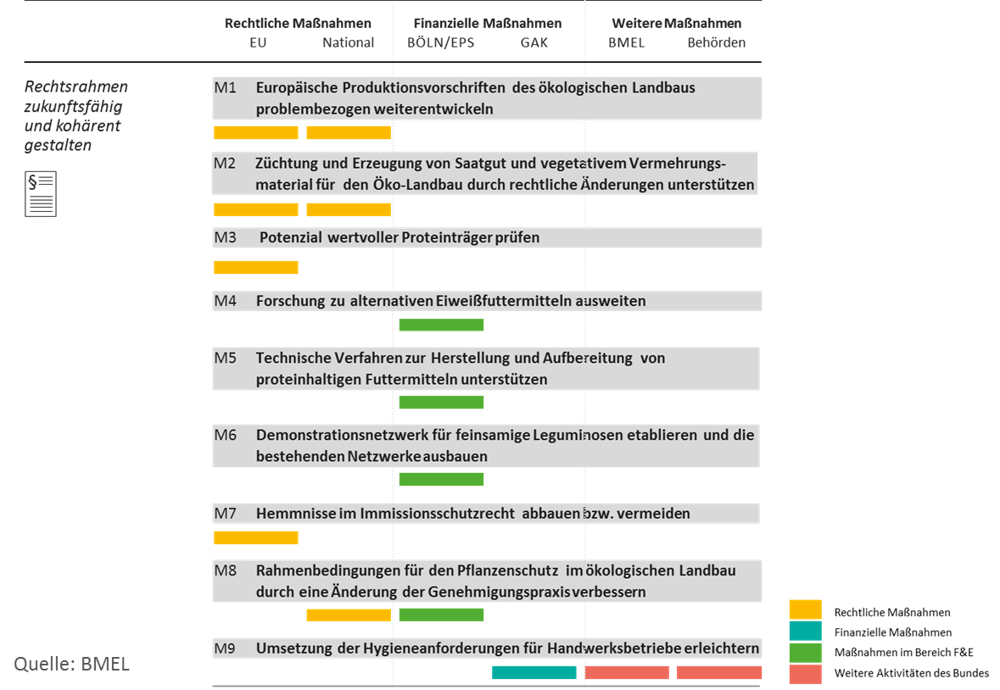 Rechtliche Maßnahmen Finanzielle Maßnahmen Weitere Maßnahmen
EU National BÖLN/EPS GAK BMEL Behörden
Rechtsrahmen
zukunftsfähig
und kohärent
gestalten
§
M1 Europäische Produktionsvorschriften des ökologischen Landbaus
problembezogen weiterentwickeln
M2 Züchtung und Erzeugung von Saatgut und vegetativem Vermehrungs-
material für den Öko-Landbau durch rechtliche Änderungen unterstützen
M3 Potenzial wertvoller Proteinträger prüfen
M4 Forschung zu alternativen Eiweißfuttermitteln ausweiten
M5 Technische Verfahren zur Herstellung und Aufbereitung von
proteinhaltigen Futtermitteln unterstützen
M6 Demonstrationsnetzwerk für feinsamige Leguminosen etablieren und die
bestehenden Netzwerke ausbauen
M7 Hemmnisse im Immissionsschutzrecht abbauen bzw. vermeiden
M8 Rahmenbedingungen für den Pflanzenschutz im ökologischen Landbau
durch eine Änderung der Genehmigungspraxis verbessern
M9 Umsetzung der Hygieneanforderungen für Handwerksbetriebe erleichtern
Rechtliche Maßnahmen
Finanzielle Maßnahmen
Maßnahmen im Bereich F&E
Weitere Aktivitäten des Bundes
Quelle: BMEL